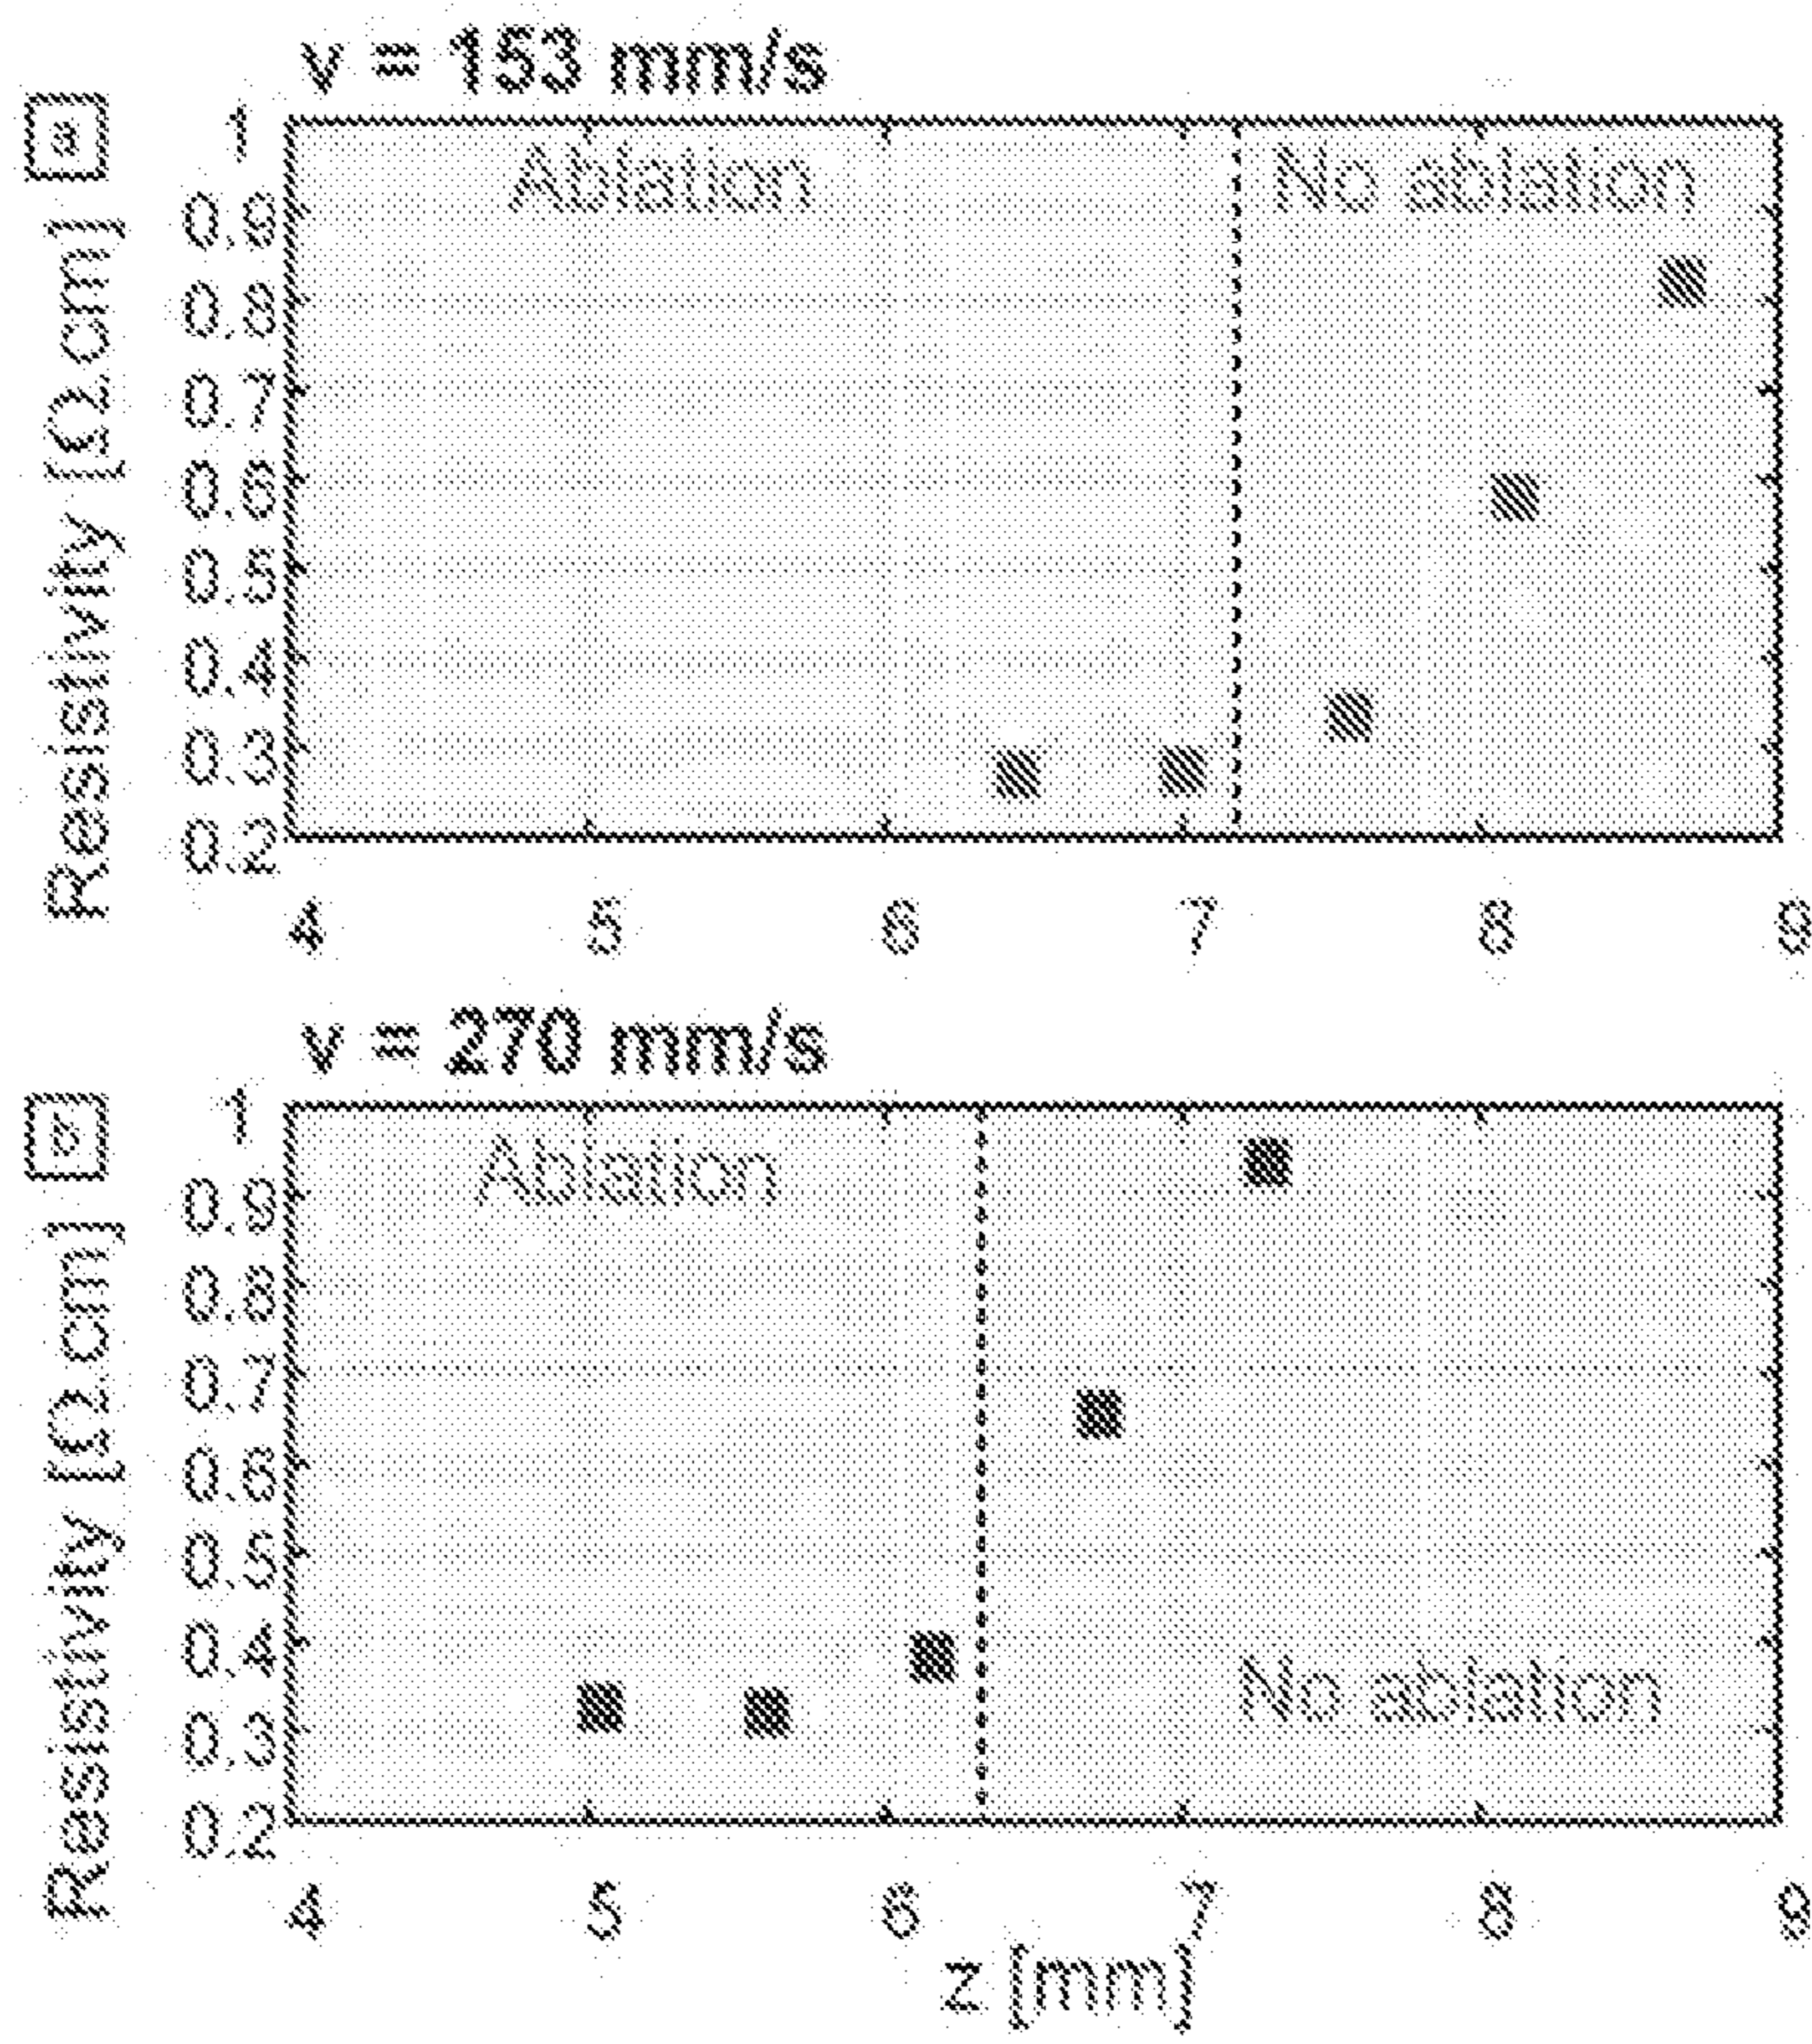 v = 153 mm/s
a
Resistivity [Ω.cm]
1
0.9
0.8
0.7
0.6
0.5
0.4
0.3
0.2
Ablation
No ablation
4 5 6 7 8 9
v = 270 mm/s
Resistivity [Ω.cm]
1
0.9
0.8
0.7
0.6
0.5
0.4
0.3
0.2
Ablation
No ablation
4 5 6 7 8 9
z [mm]